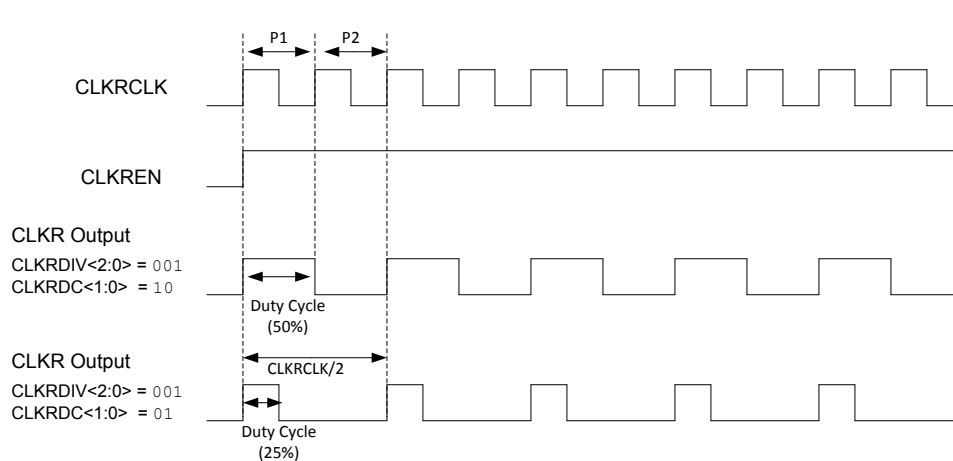 P1
P2
CLKRCLK
CLKREN
CLKR Output
CLKRDIV<2:0> = 001
CLKRDC<1:0> = 10
Duty Cycle
(50%)
CLKR Output
CLKRCLK/2
CLKRDIV<2:0> = 001
CLKRDC<1:0> = 01
Duty Cycle
(25%)